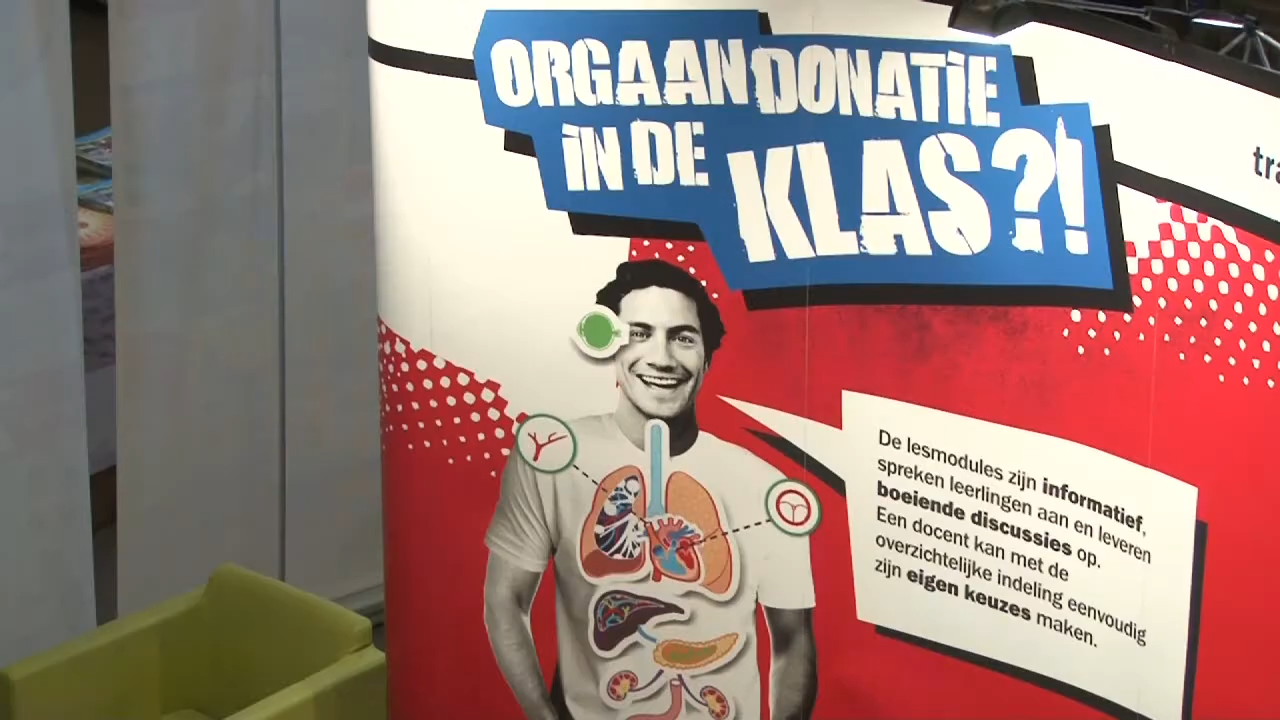 ORGAANDONATIE
IN DE KLAS?!
De lesmodules zijn informatief,
spreken leerlingen aan en leveren
boeiende discussies op.
Een docent kan met de
overzichtelijke indeling eenvoudig
zijn eigen keuzes maken.